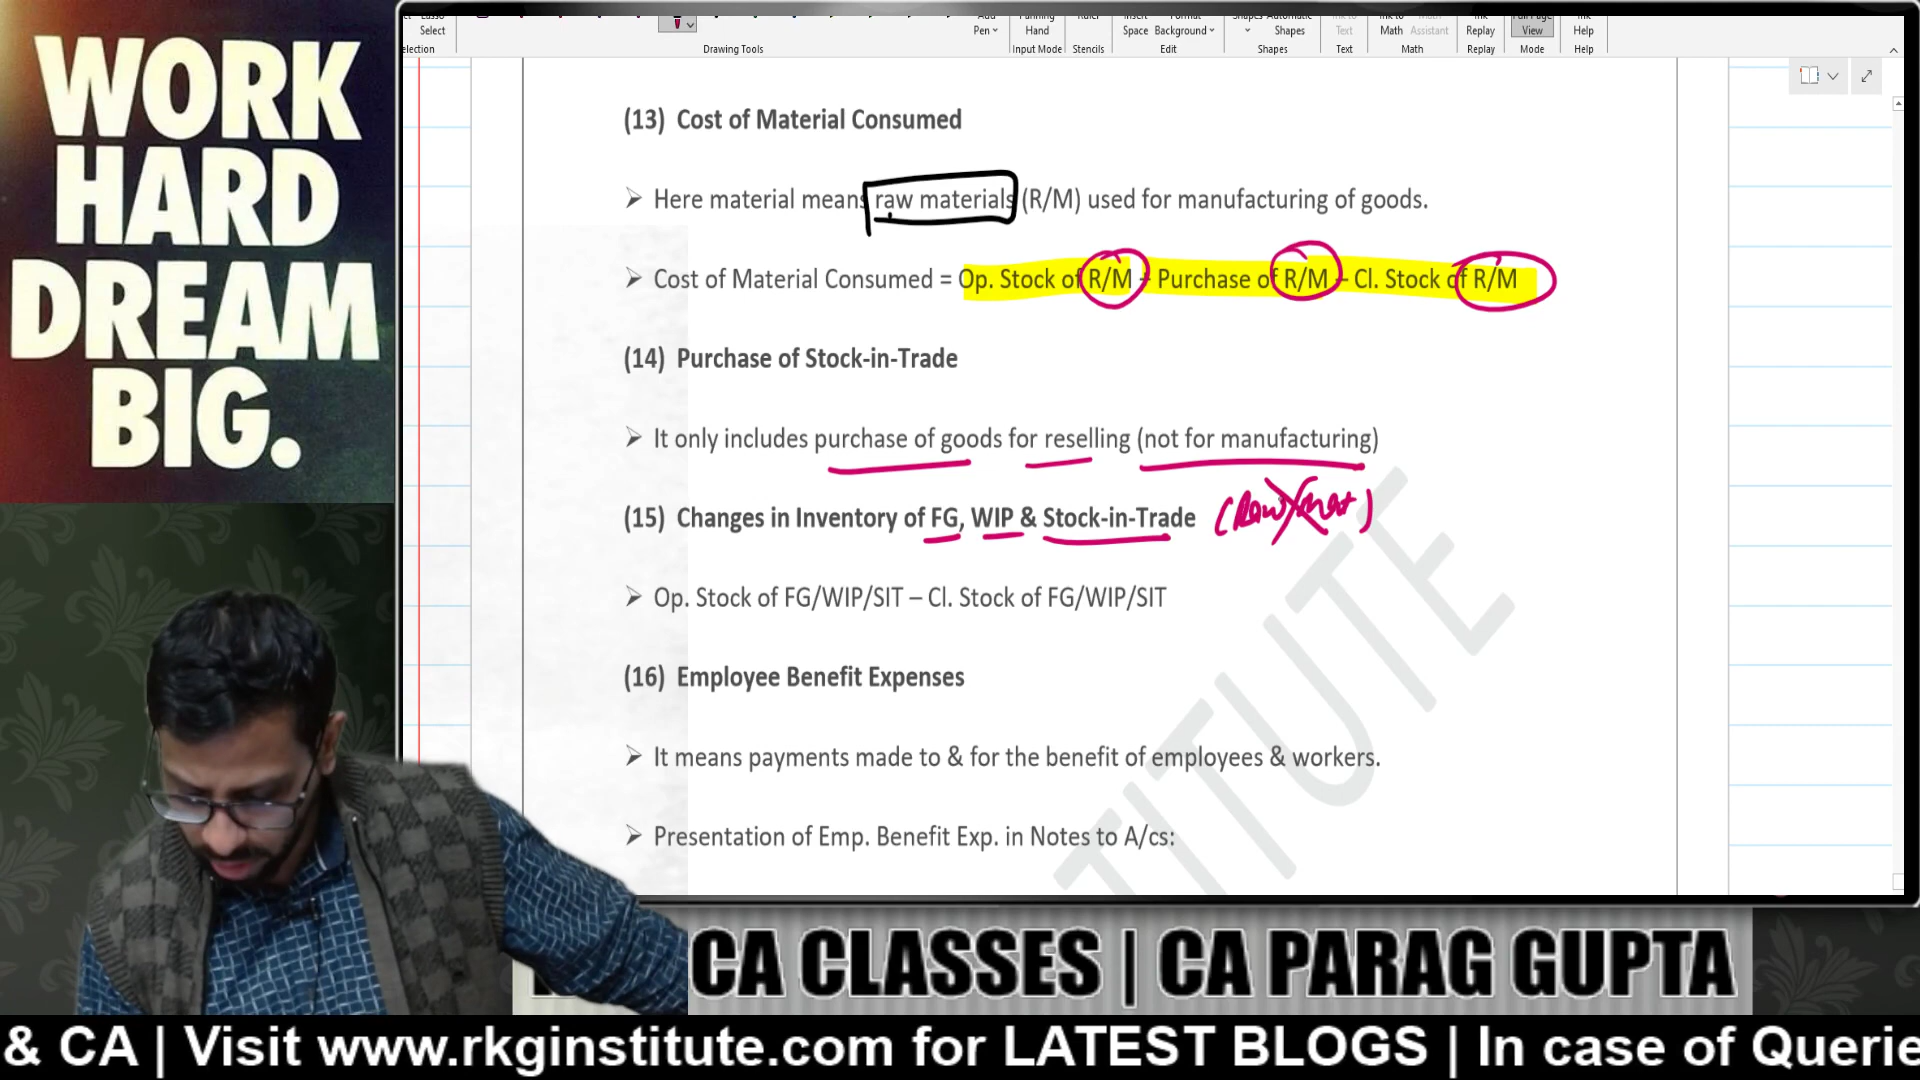 WORK
HARD
DREAM
BIG.
Select
Drawing Tools
Pen
Hand
Input Mode
Stencils
Space
Background
Edit
Shapes
Shapes
Text
Text
Math
Assistant
Math
Replay
Replay
View
Mode
Help
Help
(13) Cost of Material Consumed
➢ Here material means raw materials (R/M) used for manufacturing of goods.
➢ Cost of Material Consumed = Op. Stock of R/M + Purchase of R/M – Cl. Stock of R/M
(14) Purchase of Stock-in-Trade
➢ It only includes purchase of goods for reselling (not for manufacturing)
(15) Changes in Inventory of FG, WIP & Stock-in-Trade (Raw mat)
➢ Op. Stock of FG/WIP/SIT – Cl. Stock of FG/WIP/SIT
(16) Employee Benefit Expenses
➢ It means payments made to & for the benefit of employees & workers.
➢ Presentation of Emp. Benefit Exp. in Notes to A/cs:
TITUTE
CA CLASSES | CA PARAG GUPTA
& CA | Visit www.rkginstitute.com for LATEST BLOGS | In case of Querie